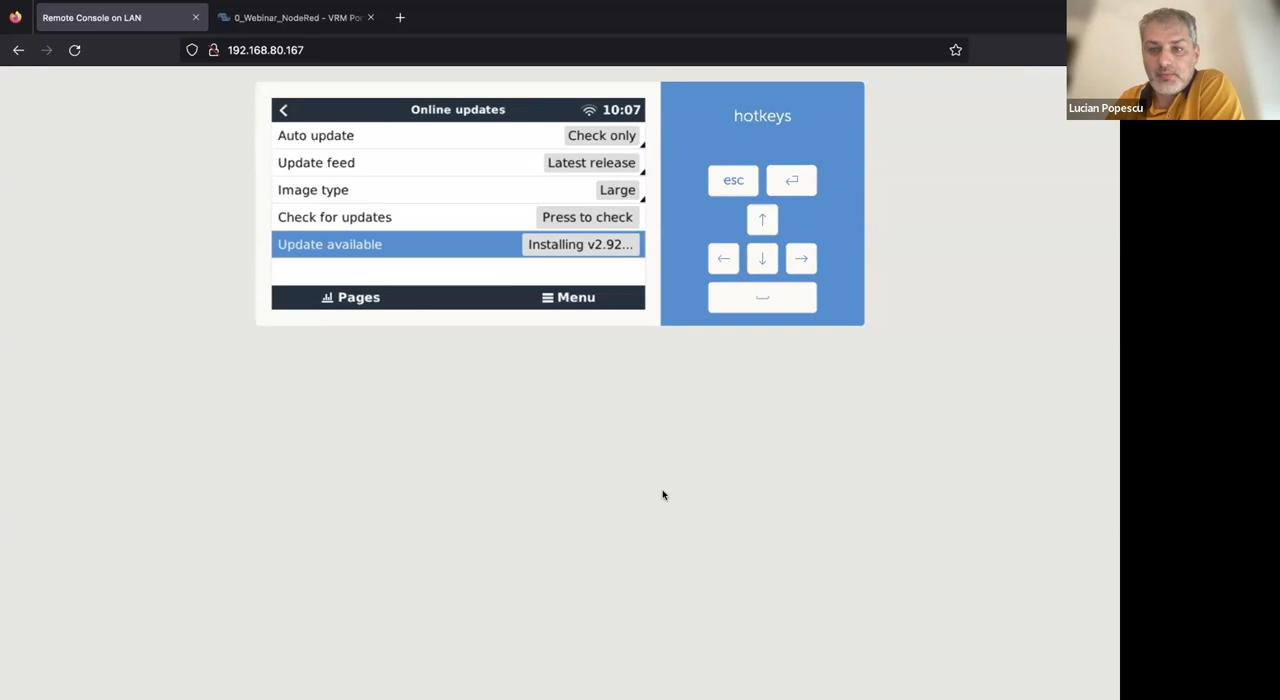 Remote Console on LAN
0_Webinar_NodeRed - VRM Por
192.168.80.167
Lucian Popescu
Online updates 10:07
Auto update Check only
Update feed Latest release
Image type Large
Check for updates Press to check
Update available Installing v2.92...
Pages Menu
hotkeys
esc